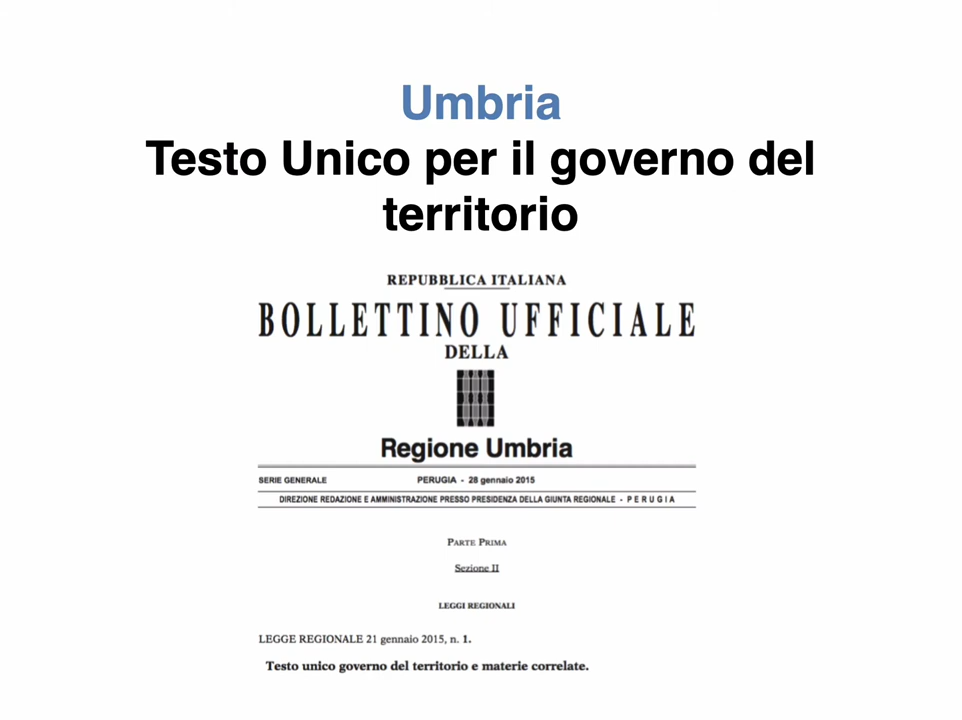 Umbria
Testo Unico per il governo del
territorio
REPUBBLICA ITALIANA
BOLLETTINO UFFICIALE
DELLA
Regione Umbria
SERIE GENERALE PERUGIA - 28 gennaio 2015
DIREZIONE REDAZIONE E AMMINISTRAZIONE PRESSO PRESIDENZA DELLA GIUNTA REGIONALE - P E R U G I A
PARTE PRIMA
Sezione II
LEGGI REGIONALI
LEGGE REGIONALE 21 gennaio 2015, n. 1.
Testo unico governo del territorio e materie correlate.